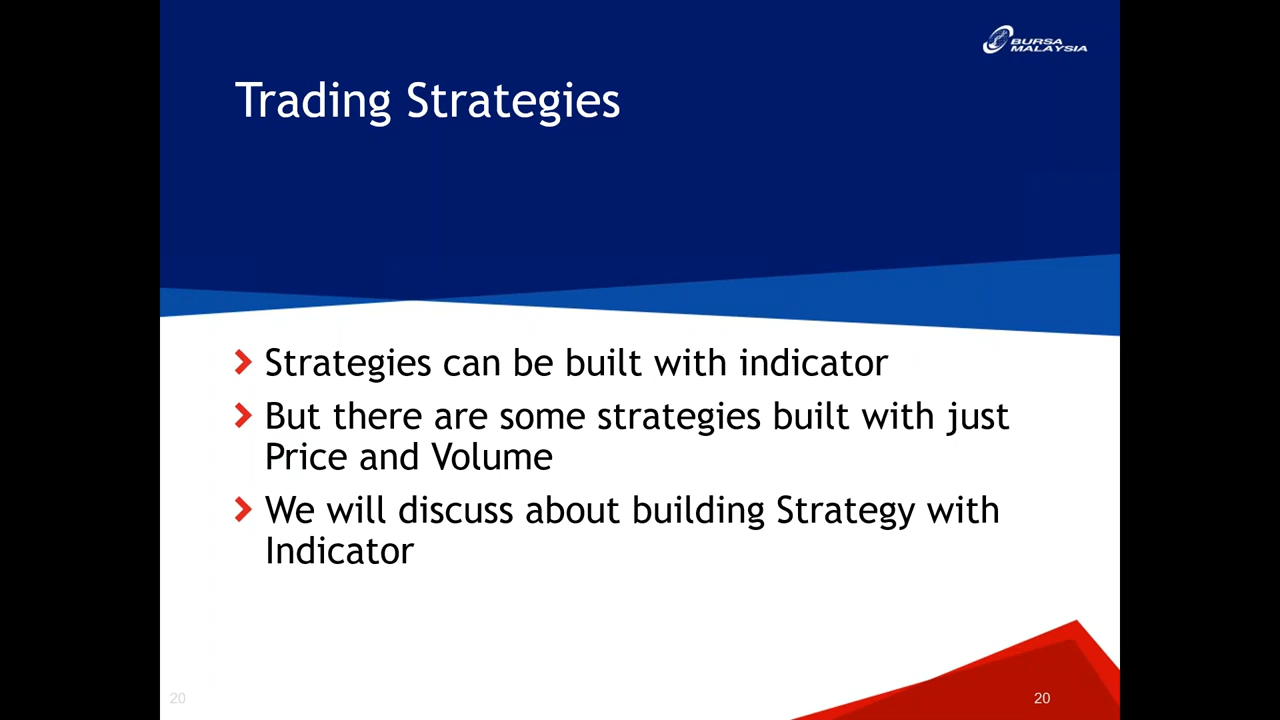 BURSA
MALAYSIA
Trading Strategies
Strategies can be built with indicator
But there are some strategies built with just
Price and Volume
We will discuss about building Strategy with
Indicator
20
20